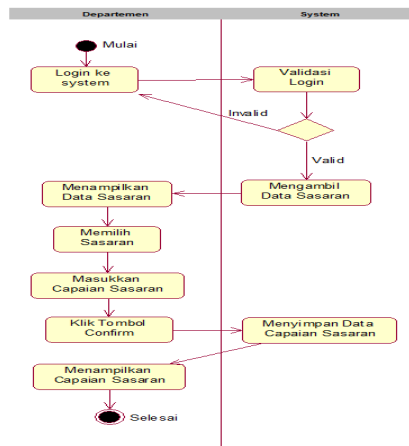 Departemen
System
Mulai
Login ke
system
Validasi
Login
Invalid
Valid
Menampilkan
Data Sasaran
Mengambil
Data Sasaran
Memilih
Sasaran
Masukkan
Capaian Sasaran
Klik Tombol
Confirm
Menyimpan Data
Capaian Sasaran
Menampilkan
Capaian Sasaran
Selesai